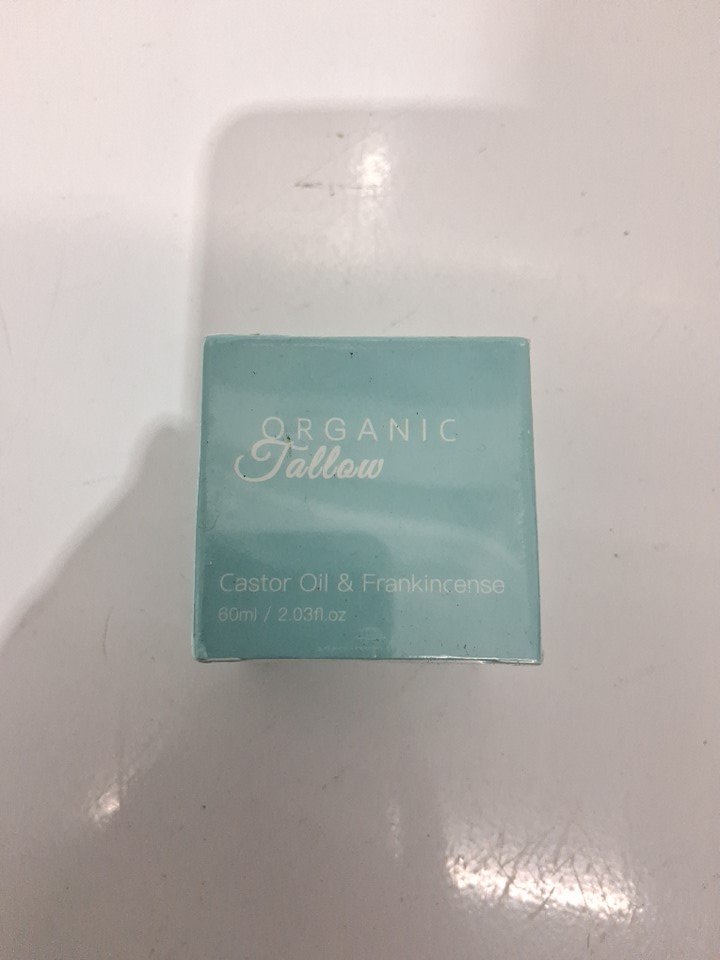 ORGANIC
Tallow
Castor Oil & Frankincense
60ml / 2.03fl.oz